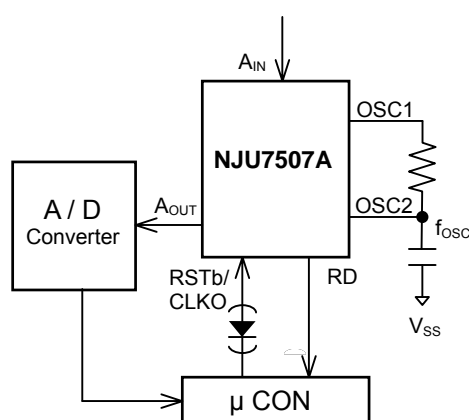 AIN
OSC1
NJU7507A
A / D
Converter
AOUT
OSC2
fOSC
RSTb/
CLKO
RD
VSS
μ CON